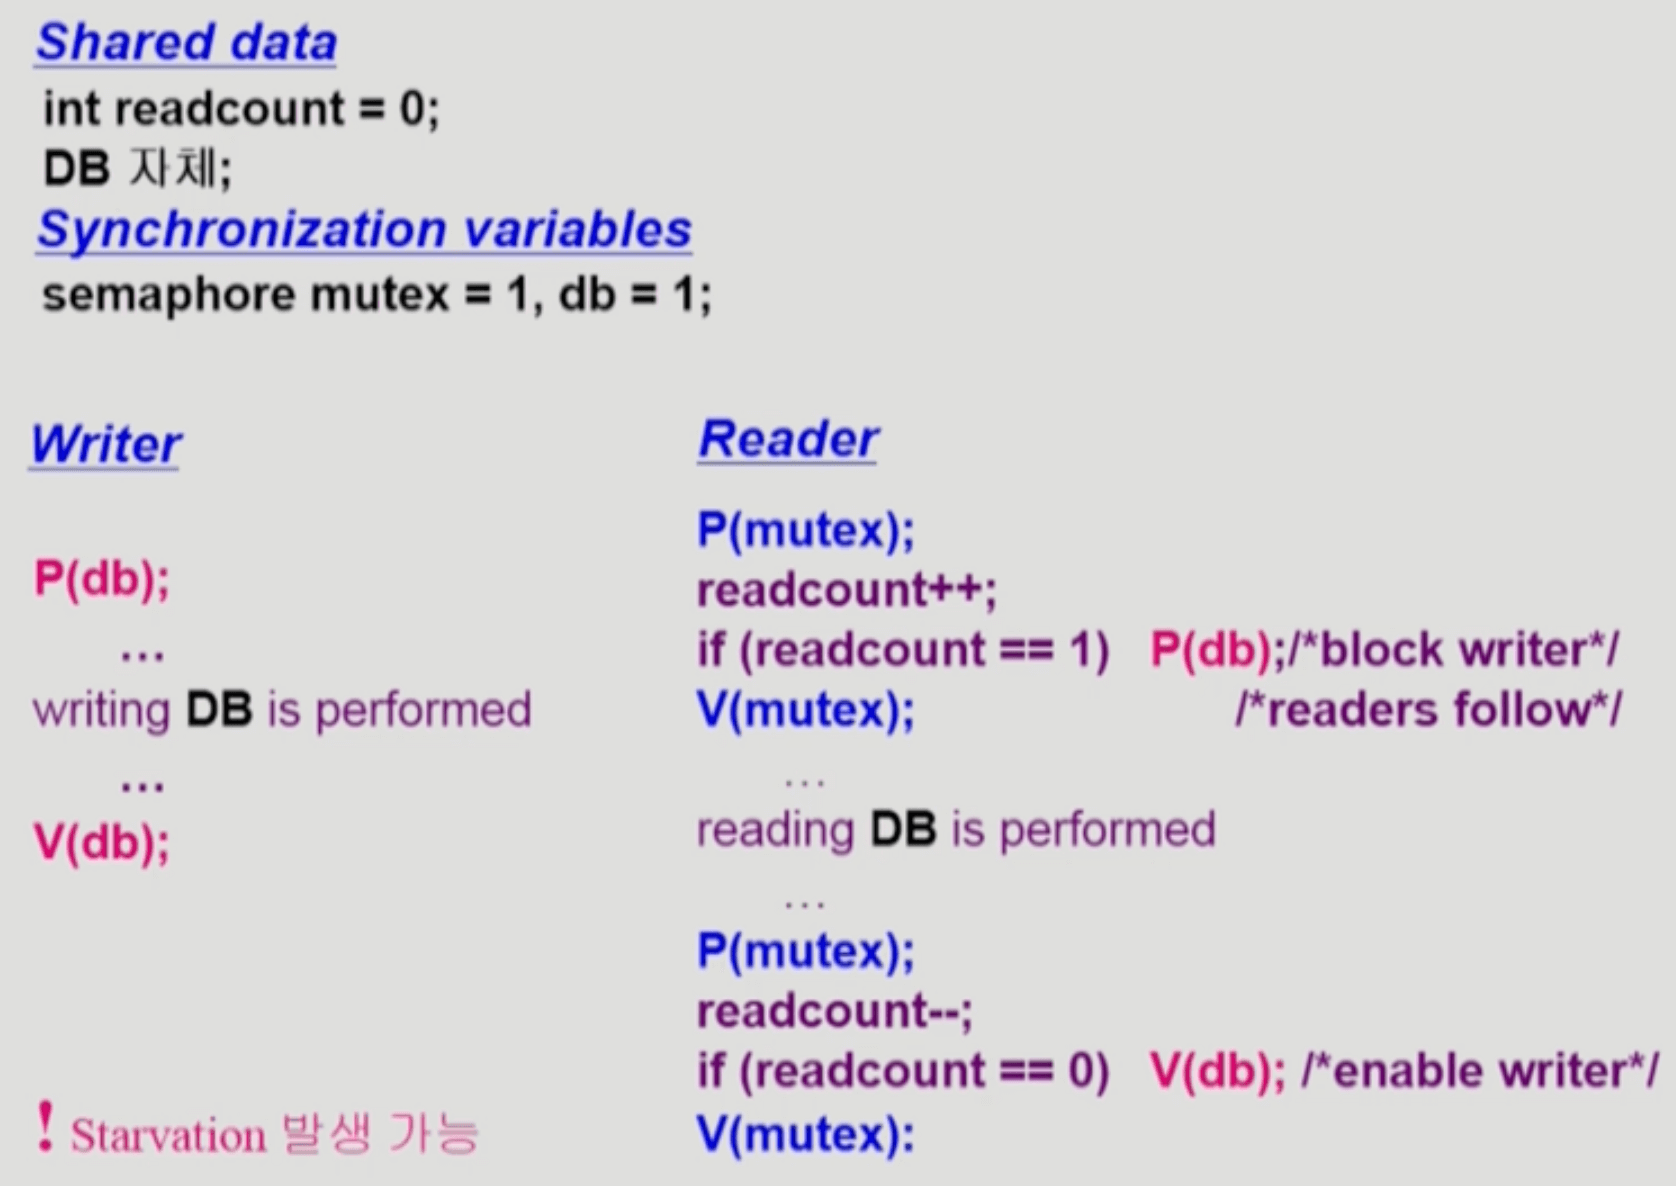 Shared data
int readcount = 0;
DB 자체;
Synchronization variables
semaphore mutex = 1, db = 1;
Writer
P(db);
...
writing DB is performed
...
V(db);
! Starvation 발생 가능
Reader
P(mutex);
readcount++;
if (readcount == 1) P(db);/*block writer*/
V(mutex); /*readers follow*/
...
reading DB is performed
...
P(mutex);
readcount--;
if (readcount == 0) V(db); /*enable writer*/
V(mutex):